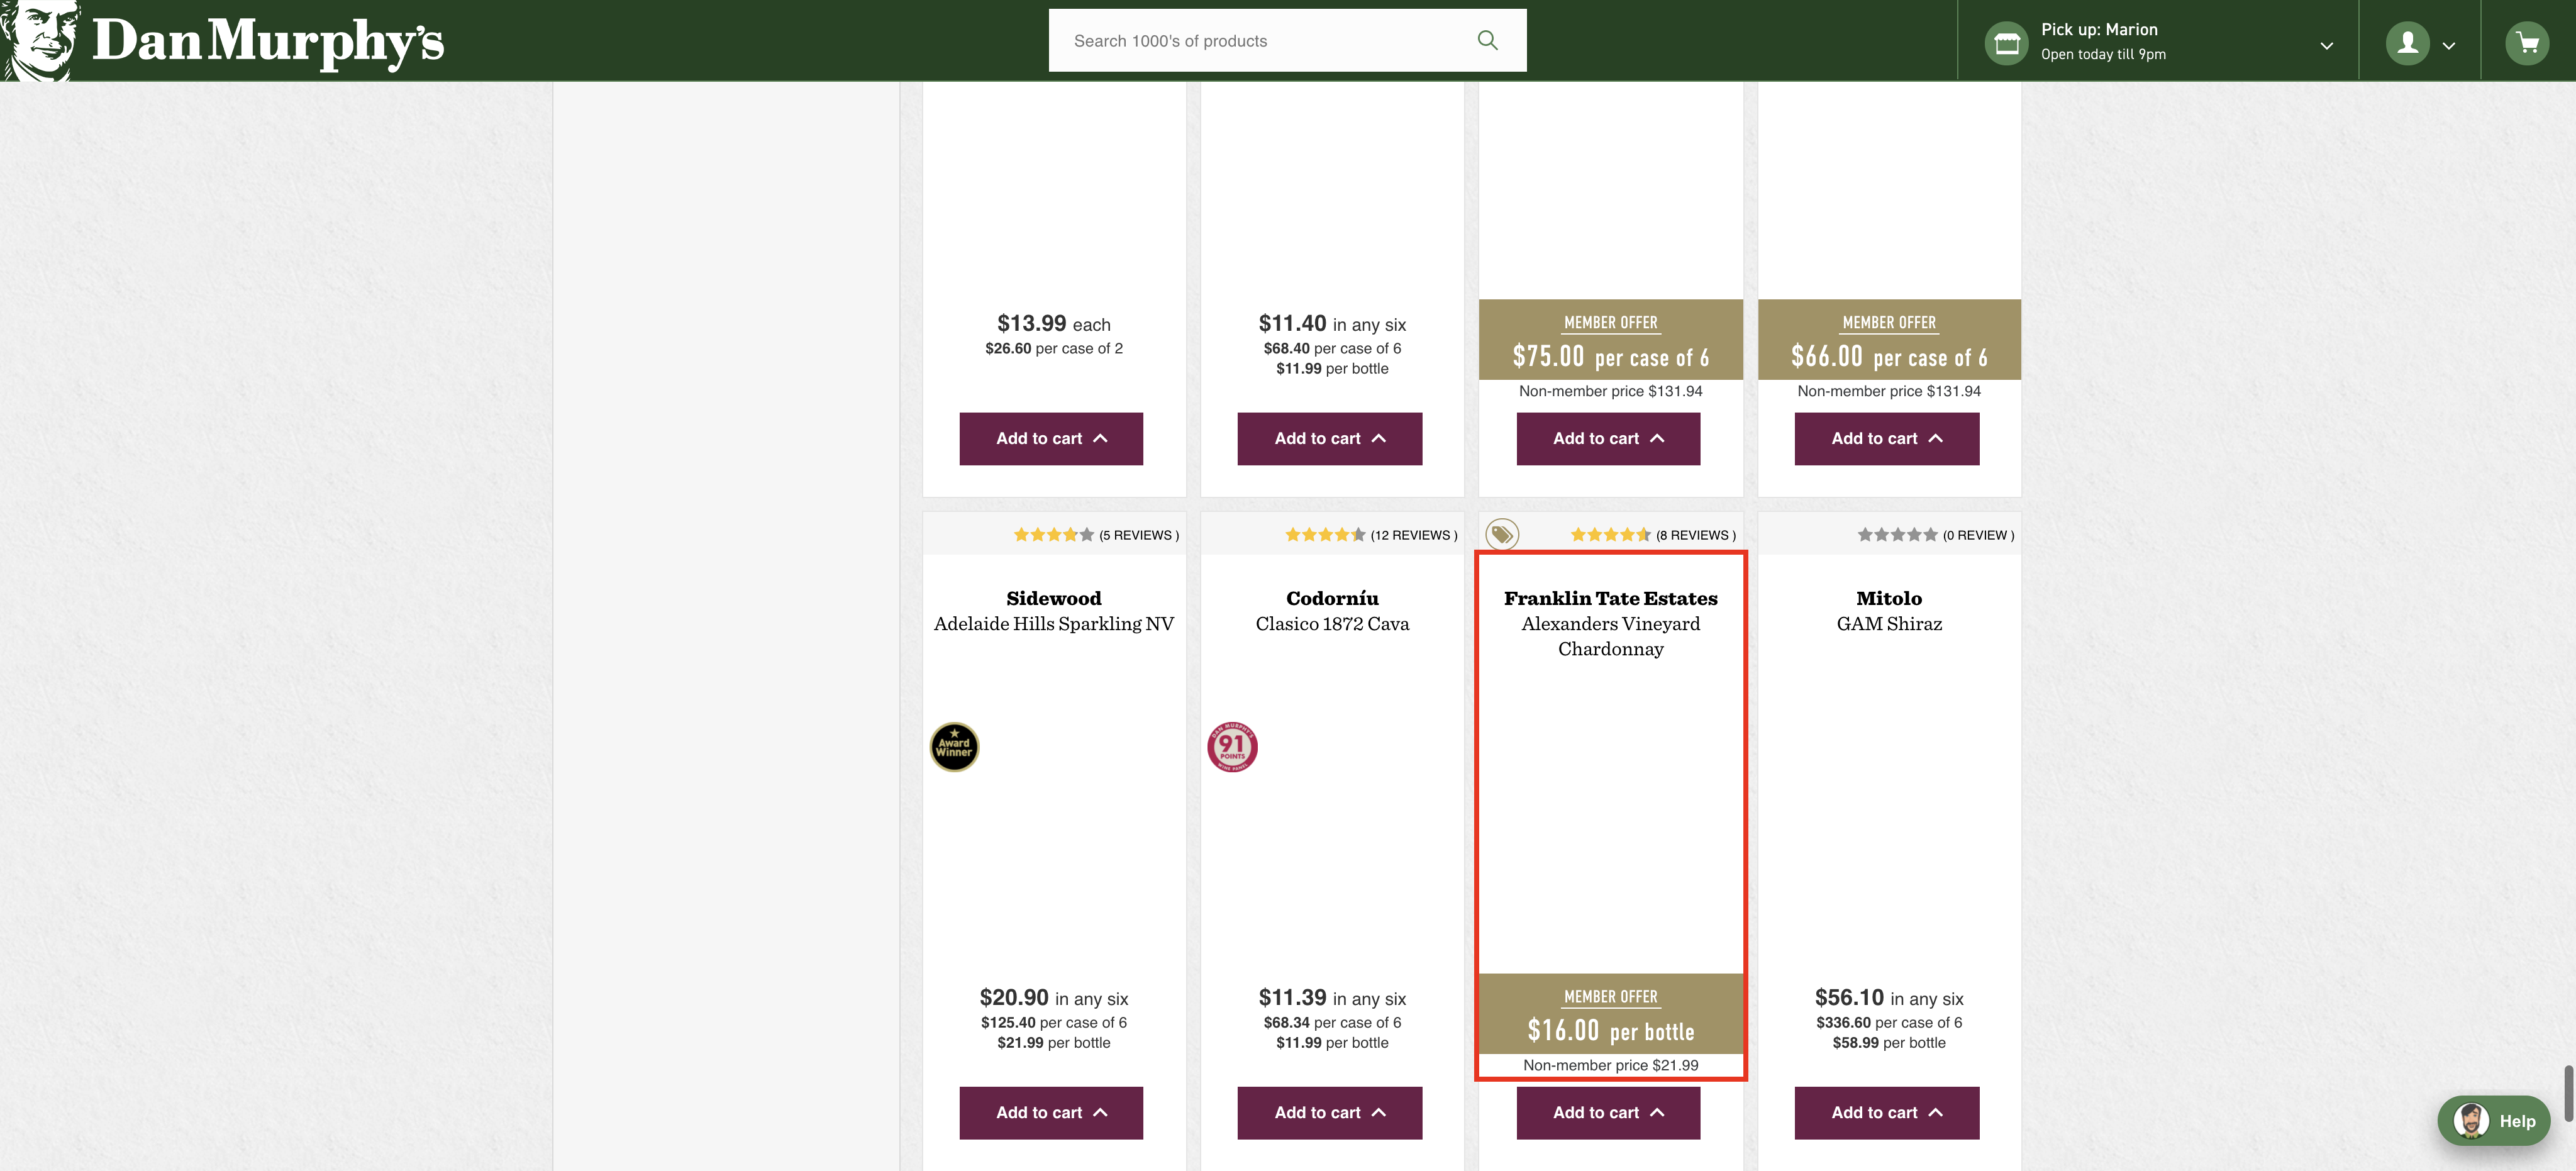 Dan Murphy's
Search 1000's of products
Pick up: Marion
Open today till 9pm
$13.99 each
$26.60 per case of 2
Add to cart
$11.40 in any six
$68.40 per case of 6
$11.99 per bottle
Add to cart
MEMBER OFFER
$75.00 per case of 6
Non-member price $131.94
Add to cart
MEMBER OFFER
$66.00 per case of 6
Non-member price $131.94
Add to cart
(5 REVIEWS )
Sidewood
Adelaide Hills Sparkling NV
Award
Winner
$20.90 in any six
$125.40 per case of 6
$21.99 per bottle
Add to cart
(12 REVIEWS )
Codorníu
Clasico 1872 Cava
DAN MURPHY'S
91
POINTS
WINE PANEL
$11.39 in any six
$68.34 per case of 6
$11.99 per bottle
Add to cart
(8 REVIEWS )
Franklin Tate Estates
Alexanders Vineyard
Chardonnay
MEMBER OFFER
$16.00 per bottle
Non-member price $21.99
Add to cart
(0 REVIEW )
Mitolo
GAM Shiraz
$56.10 in any six
$336.60 per case of 6
$58.99 per bottle
Add to cart
Help